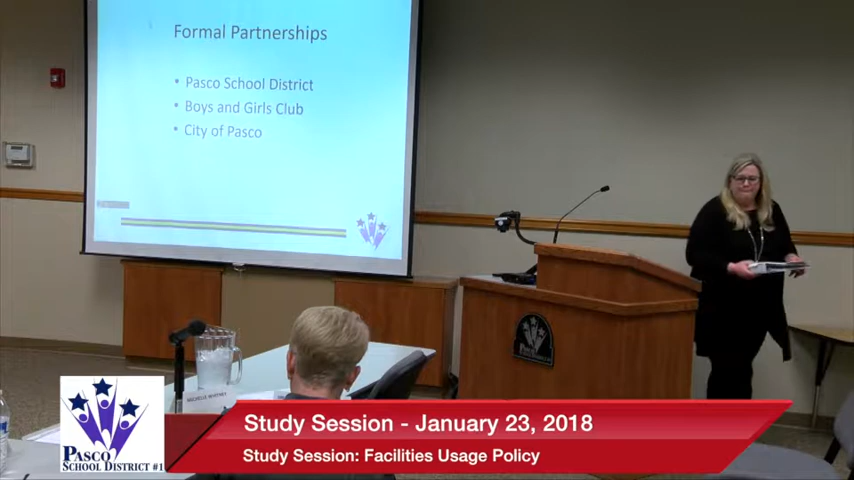 Formal Partnerships
• Pasco School District
• Boys and Girls Club
• City of Pasco
Study Session - January 23, 2018
Study Session: Facilities Usage Policy
PASCO
SCHOOL DISTRICT #1